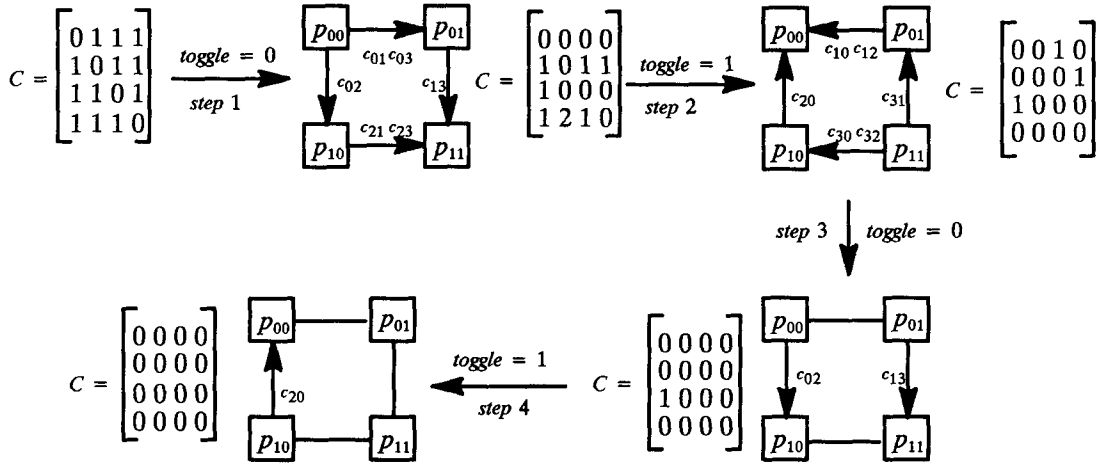 C = [0 1 1 1
1 0 1 1
1 1 0 1
1 1 1 0]
toggle = 0
step 1
p00 p01
c01 c03
c02 c13
c21 c23
p10 p11
C = [0 0 0 0
1 0 1 1
1 0 0 0
1 2 1 0]
toggle = 1
step 2
p00 p01
c10 c12
c20 c31
c30 c32
p10 p11
C = [0 0 1 0
0 0 0 1
1 0 0 0
0 0 0 0]
step 3 toggle = 0
C = [0 0 0 0
0 0 0 0
0 0 0 0
0 0 0 0]
p00 p01
c20
p10 p11
toggle = 1
step 4
C = [0 0 0 0
0 0 0 0
1 0 0 0
0 0 0 0]
p00 p01
c02 c13
p10 p11